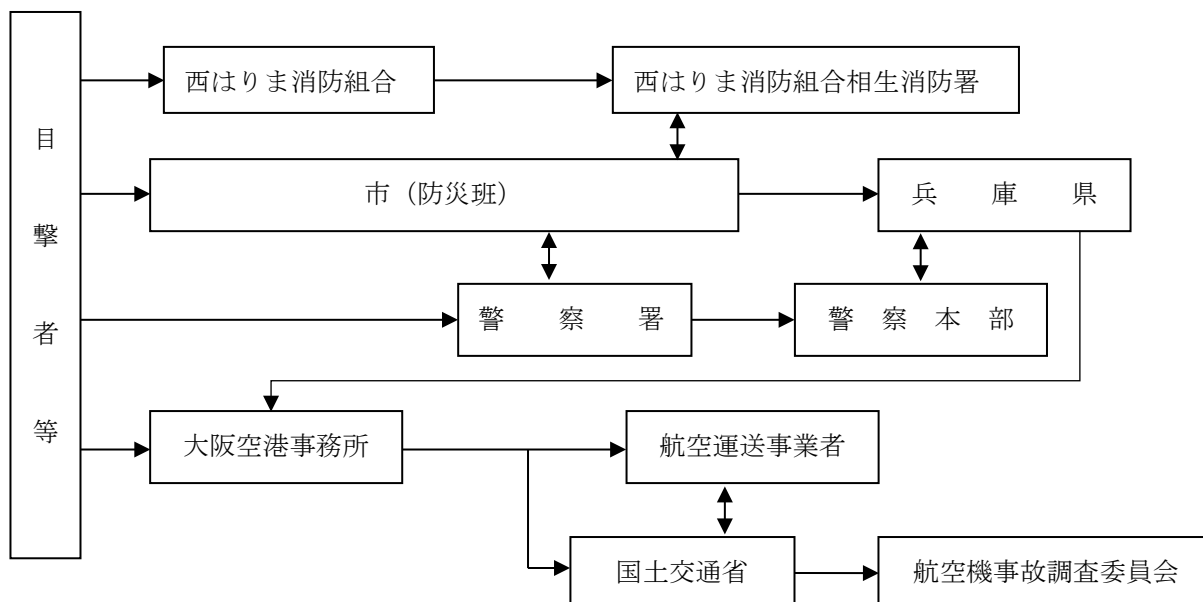 目撃者等
西はりま消防組合
西はりま消防組合相生消防署
市（防災班）
兵庫県
警察署
警察本部
大阪空港事務所
航空運送事業者
国土交通省
航空機事故調査委員会